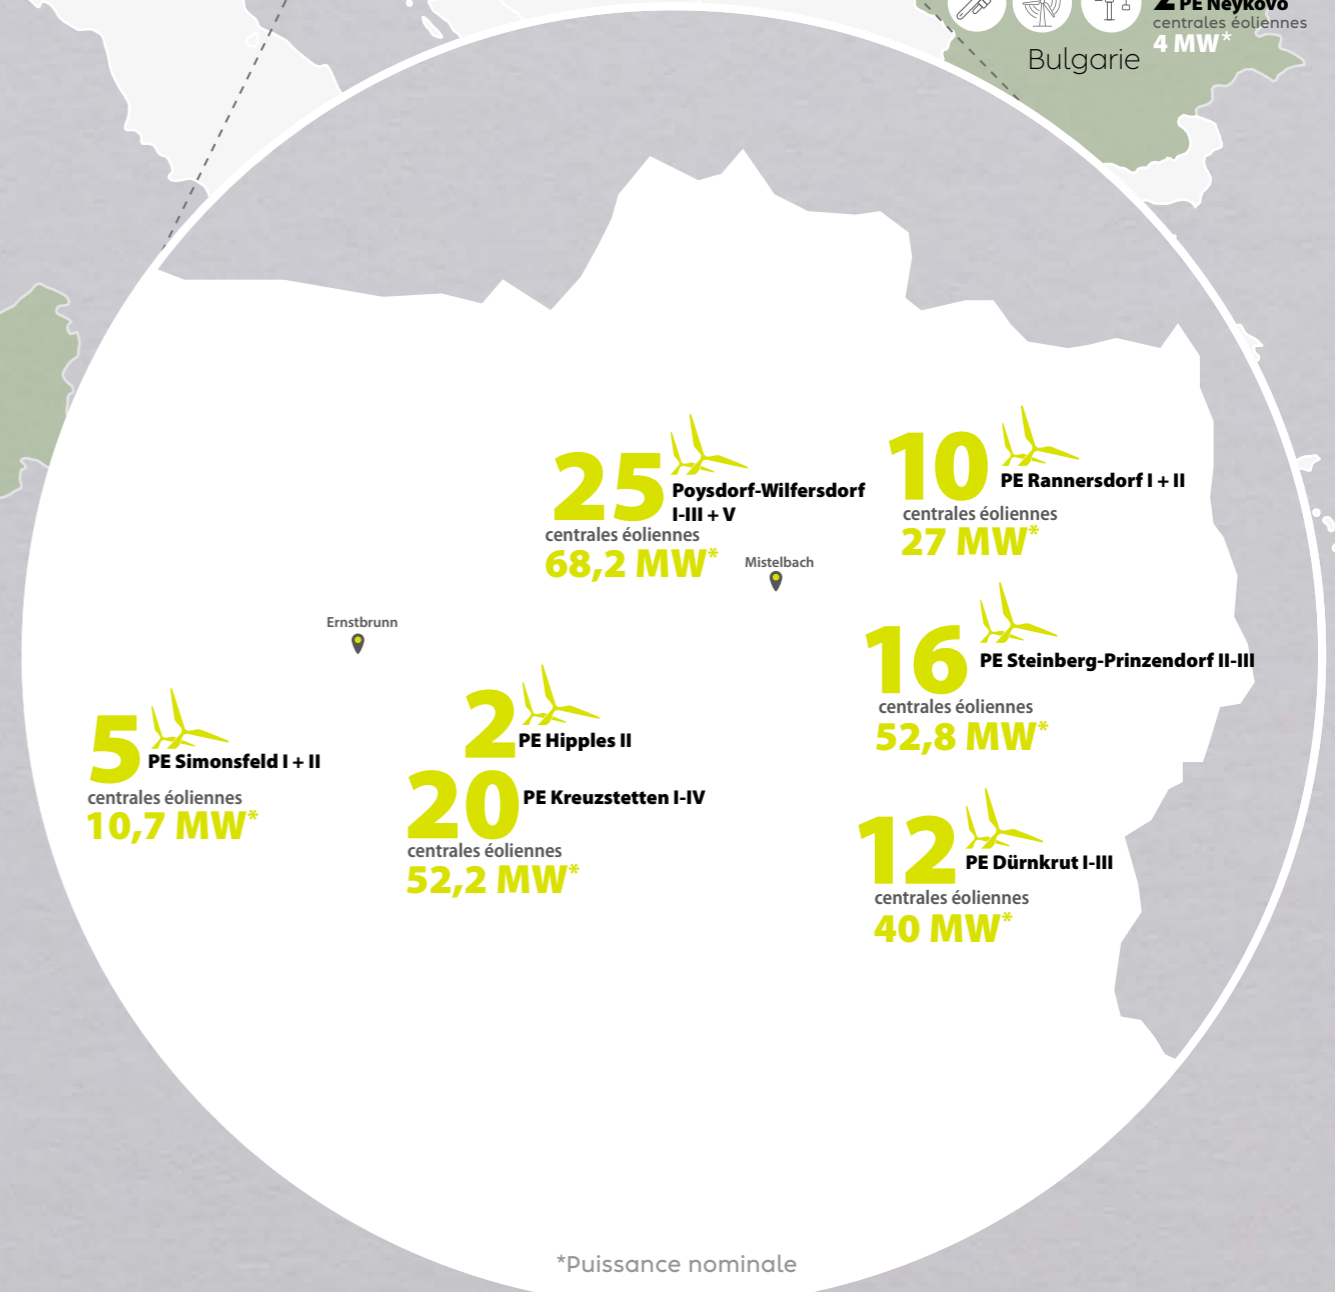 2 PE Neykovo
centrales éoliennes
4 MW*
Bulgarie
25
Poysdorf-Wilfersdorf
I-III + V
centrales éoliennes
68,2 MW*
10
PE Rannersdorf I + II
centrales éoliennes
27 MW*
Mistelbach
Ernstbrunn
16
PE Steinberg-Prinzendorf II-III
centrales éoliennes
52,8 MW*
5
PE Simonsfeld I + II
centrales éoliennes
10,7 MW*
2
PE Hipples II
20
PE Kreuzstetten I-IV
centrales éoliennes
52,2 MW*
12
PE Dürnkrut I-III
centrales éoliennes
40 MW*
*Puissance nominale